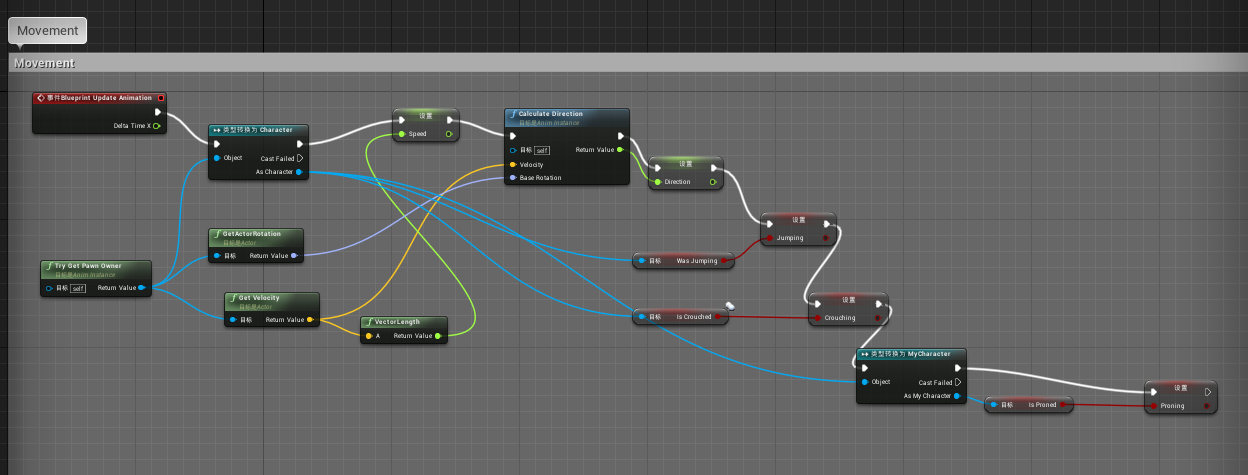 Movement
Movement
事件Blueprint Update Animation
Delta Time X
类型转换为 Character
Object
Cast Failed
As Character
设置
Speed
Calculate Direction
目标是Anim Instance
目标 self
Return Value
Velocity
Base Rotation
设置
Direction
GetActorRotation
目标是Actor
目标 Return Value
Try Get Pawn Owner
目标是Anim Instance
目标 self Return Value
Get Velocity
目标是Actor
目标 Return Value
VectorLength
A Return Value
设置
Jumping
目标 Was Jumping
设置
Crouching
目标 Is Crouched
类型转换为 MyCharacter
Object
Cast Failed
As My Character
目标 Is Proned
设置
Proning